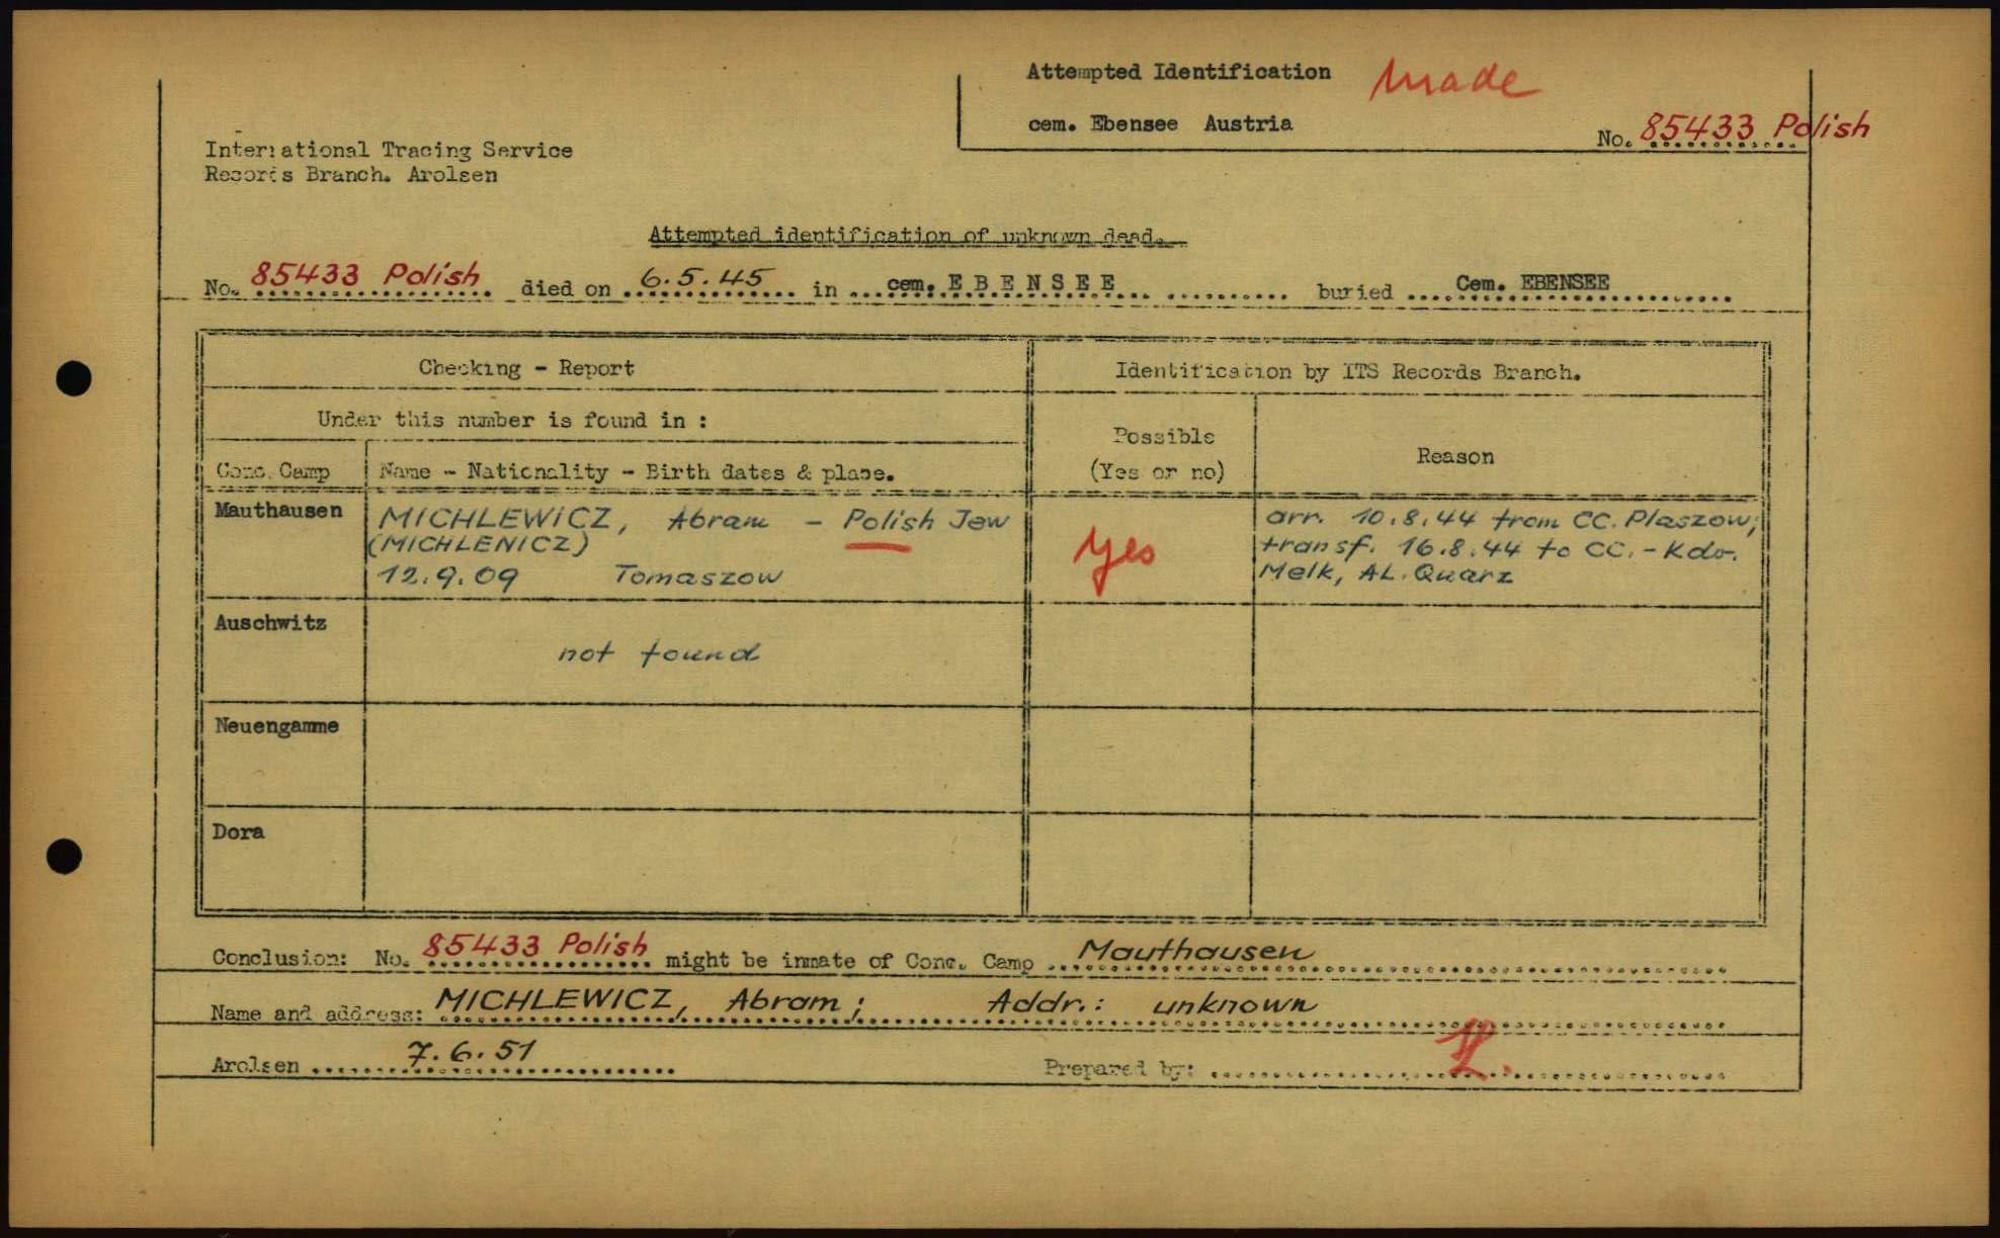 Attempted Identification made
cem. Ebensee Austria
No. 85433 Polish
International Tracing Service
Records Branch. Arolsen
Attempted identification of unknown dead.
No. 85433 Polish died on 6.5.45 in cem. EBENSEE buried Cem. EBENSEE
Checking - Report
Identification by ITS Records Branch.
Under this number is found in :
Possible
(Yes or no)
Reason
Conc. Camp
Name - Nationality - Birth dates & place.
Mauthausen
MICHLEWICZ, Abram - Polish Jew
(MICHLENICZ)
12.9.09 Tomaszow
yes
arr. 10.8.44 from CC. Plaszow;
transf. 16.8.44 to CC.-Kdo.
Melk, AL. Quarz
Auschwitz
not found
Neuengamme
Dora
Conclusion: No. 85433 Polish might be inmate of Conc. Camp Mauthausen
Name and address: MICHLEWICZ, Abram; Addr.: unknown
Arolsen 7.6.51
Prepared by: